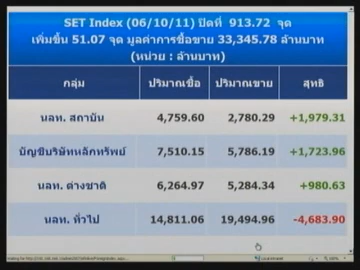 SET Index (06/10/11) ปิดที่ 913.72 จุด
เพิ่มขึ้น 51.07 จุด มูลค่าการซื้อขาย 33,345.78 ล้านบาท
(หน่วย : ล้านบาท)
กลุ่ม ปริมาณซื้อ ปริมาณขาย สุทธิ
นลท. สถาบัน 4,759.60 2,780.29 +1,979.31
บัญชีบริษัทหลักทรัพย์ 7,510.15 5,786.19 +1,723.96
นลท. ต่างชาติ 6,264.97 5,284.34 +980.63
นลท. ทั่วไป 14,811.06 19,494.96 -4,683.90